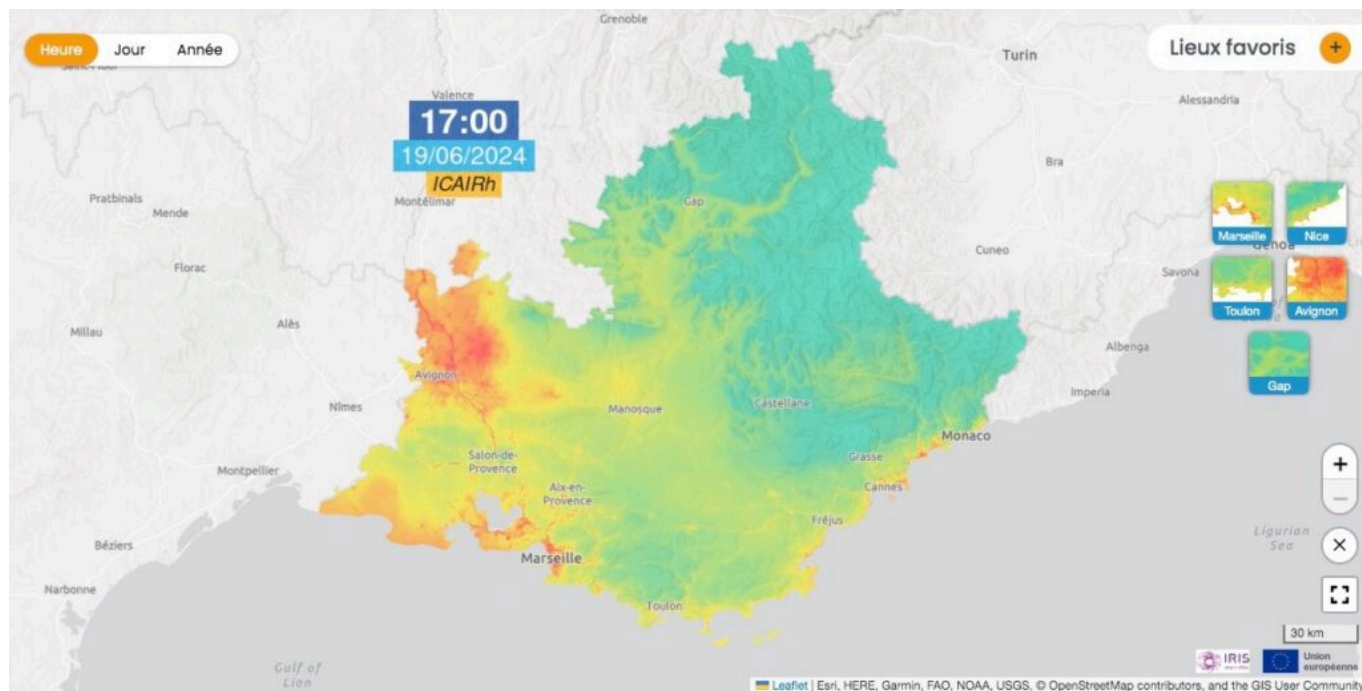 Heure Jour Année
Lieux favoris +
17:00
19/06/2024
ICAIRh
Grenoble
Turin
Valence
Alessandria
Bra
Pratbinals
Mende
Montélimar
Gap
Florac
Cuneo
Savona
Marseille
Nice
Millau
Alès
Toulon
Avignon
Gap
Albenga
Imperia
Avignon
Nîmes
Manosque
Castellane
Monaco
Grasse
Montpellier
Salon-de-
Provence
Aix-en-
Provence
Cannes
Fréjus
Béziers
Marseille
Ligurian
Sea
Narbonne
Toulon
30 km
Gulf of
Lion
IRIS
Union
européenne
Leaflet | Esri, HERE, Garmin, FAO, NOAA, USGS, © OpenStreetMap contributors, and the GIS User Community